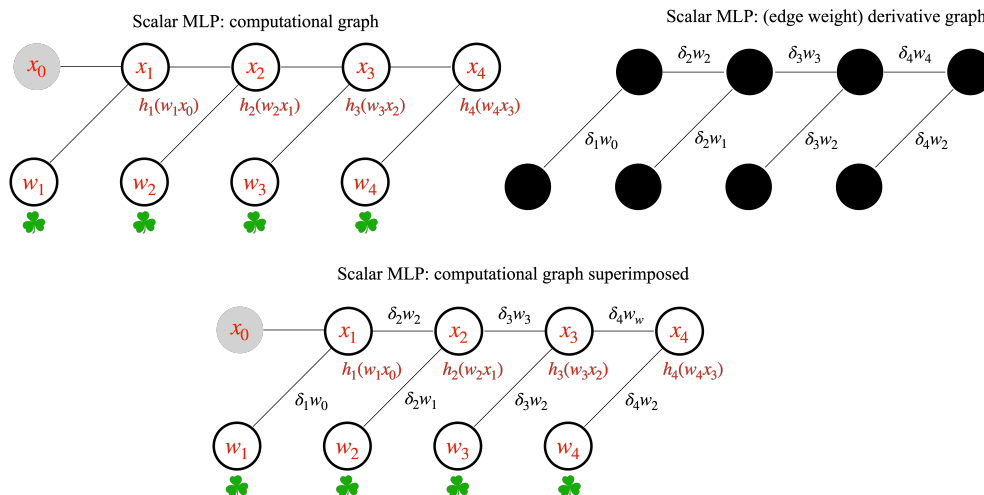 Scalar MLP: computational graph
x₀ x₁ x₂ x₃ x₄
h₁(w₁x₀) h₂(w₂x₁) h₃(w₃x₂) h₄(w₄x₃)
w₁ w₂ w₃ w₄
Scalar MLP: (edge weight) derivative graph
δ₂w₂ δ₃w₃ δ₄w₄
δ₁w₀ δ₂w₁ δ₃w₂ δ₄w₂
Scalar MLP: computational graph superimposed
x₀ x₁ δ₂w₂ x₂ δ₃w₃ x₃ δ₄w_w x₄
h₁(w₁x₀) h₂(w₂x₁) h₃(w₃x₂) h₄(w₄x₃)
δ₁w₀ δ₂w₁ δ₃w₂ δ₄w₂
w₁ w₂ w₃ w₄